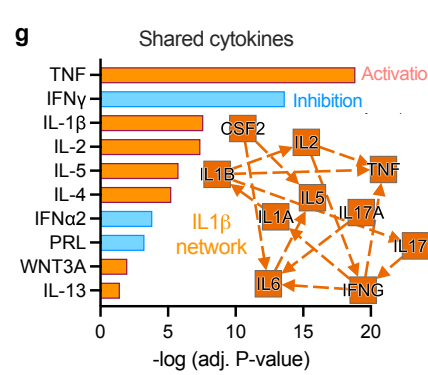 g
Shared cytokines
TNF
Activatio
IFNγ
Inhibition
IL-1β
IL-2
IL-5
IL-4
IFNα2
PRL
WNT3A
IL-13
CSF2
IL2
TNF
IL1B
IL5
IL1A
IL17A
IL17
IL6
IFNG
IL1β
network
0
5
10
15
20
-log (adj. P-value)